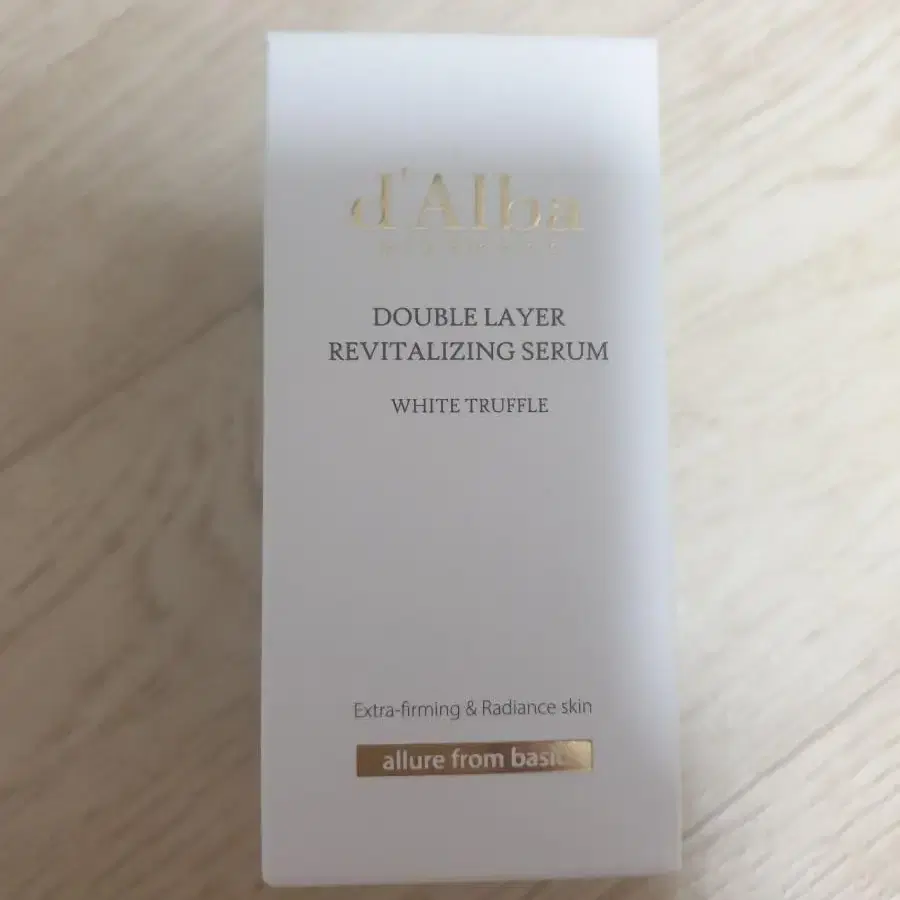 d'Alba
DOUBLE LAYER
REVITALIZING SERUM
WHITE TRUFFLE
Extra-firming & Radiance skin
allure from basic